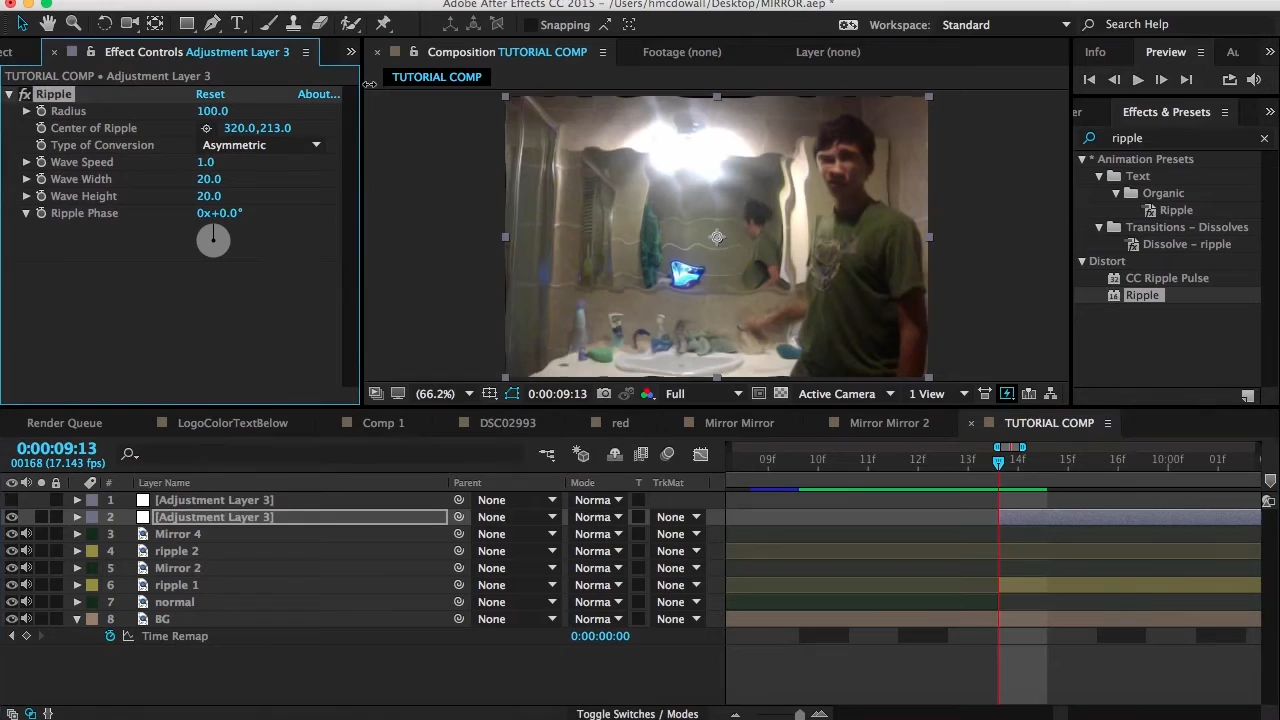 Adobe After Effects CC 2015 - /Users/hmcdowall/Desktop/MIRROR.aep *
Snapping
Workspace: Standard
Search Help
Effect Controls Adjustment Layer 3
Composition TUTORIAL COMP
Footage (none)
Layer (none)
Info
Preview
TUTORIAL COMP • Adjustment Layer 3
TUTORIAL COMP
fx Ripple Reset About...
Radius 100.0
Center of Ripple 320.0,213.0
Type of Conversion Asymmetric
Wave Speed 1.0
Wave Width 20.0
Wave Height 20.0
Ripple Phase 0x+0.0°
Effects & Presets
ripple
* Animation Presets
Text
Organic
Ripple
Transitions – Dissolves
Dissolve – ripple
Distort
CC Ripple Pulse
Ripple
(66.2%) 0:00:09:13 Full Active Camera 1 View
Render Queue LogoColorTextBelow Comp 1 DSC02993 red Mirror Mirror Mirror Mirror 2 TUTORIAL COMP
0:00:09:13
00168 (17.143 fps)
09f 10f 11f 12f 13f 14f 15f 16f 10:00f 01f
# Layer Name Parent Mode T TrkMat
1 [Adjustment Layer 3] None Norma
2 [Adjustment Layer 3] None Norma None
3 Mirror 4 None Norma None
4 ripple 2 None Norma None
5 Mirror 2 None Norma None
6 ripple 1 None Norma None
7 normal None Norma None
8 BG None Norma None
Time Remap 0:00:00:00
Toggle Switches / Modes